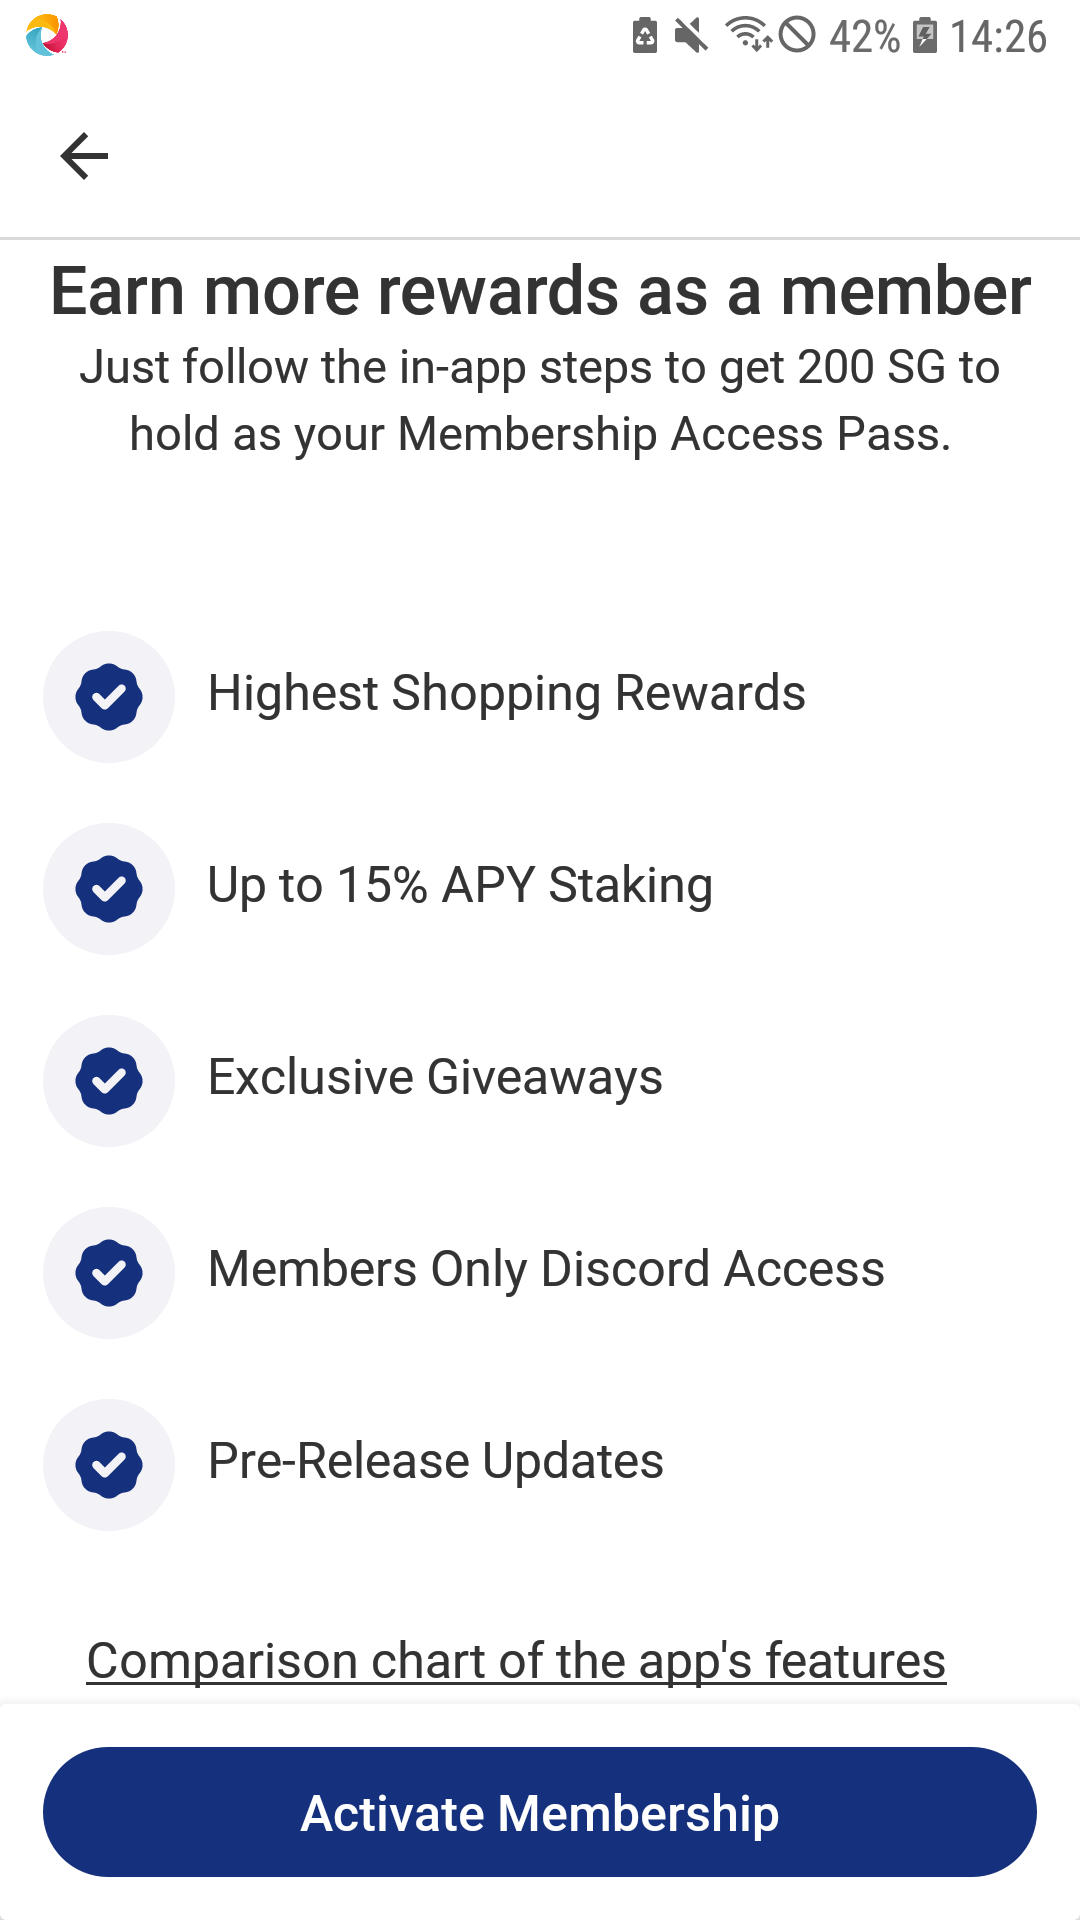 42% 14:26
Earn more rewards as a member
Just follow the in-app steps to get 200 SG to
hold as your Membership Access Pass.
Highest Shopping Rewards
Up to 15% APY Staking
Exclusive Giveaways
Members Only Discord Access
Pre-Release Updates
Comparison chart of the app's features
Activate Membership